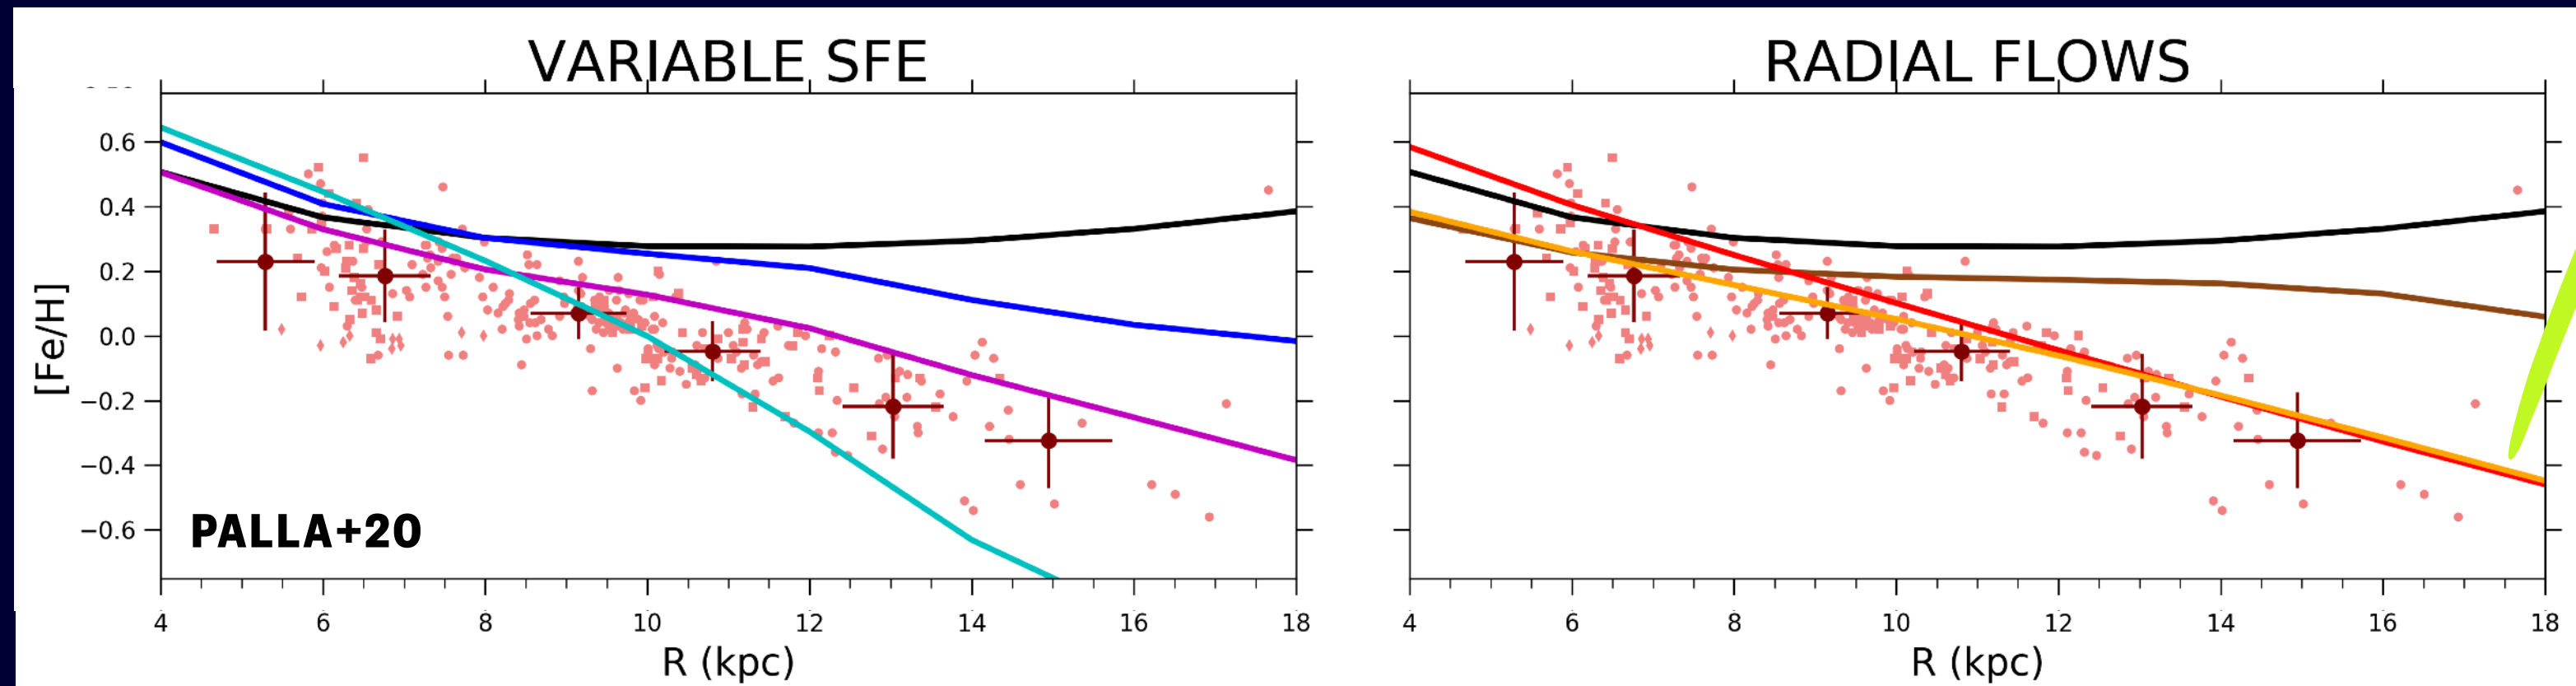 VARIABLE SFE
RADIAL FLOWS
[Fe/H]
0.6
0.4
0.2
0.0
−0.2
−0.4
−0.6
PALLA+20
4 6 8 10 12 14 16 18
R (kpc)
4 6 8 10 12 14 16 18
R (kpc)